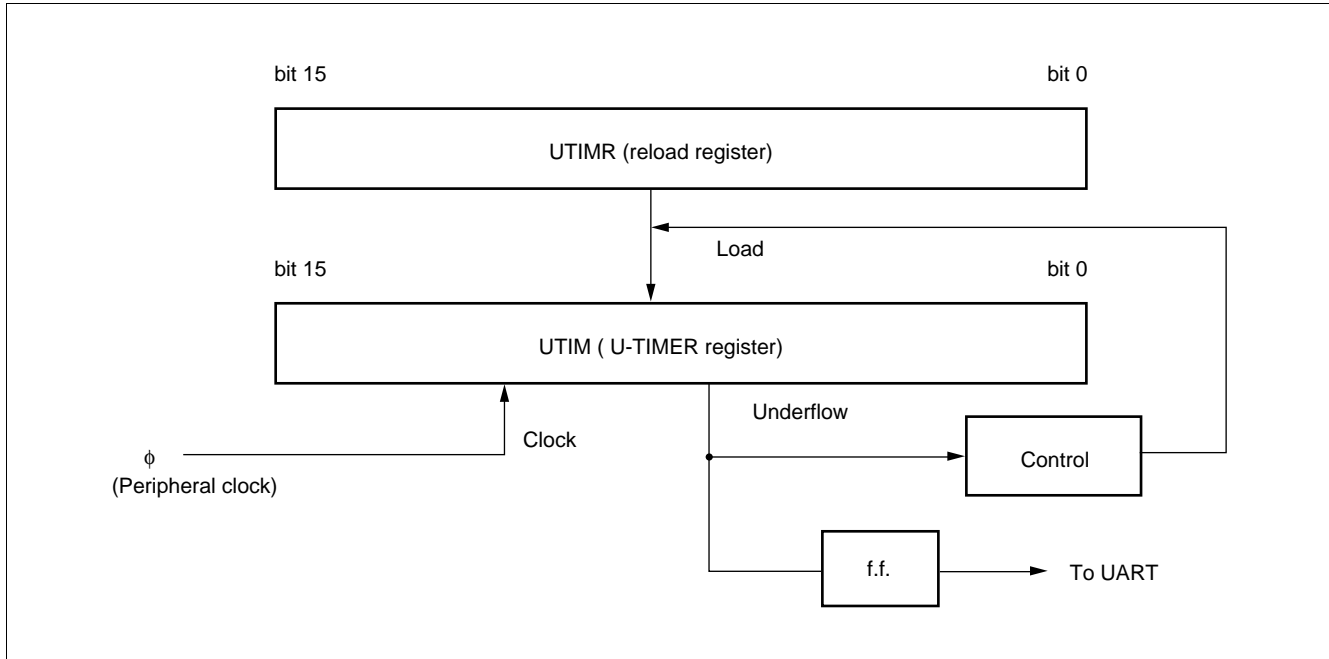 bit 15
bit 0
UTIMR (reload register)
Load
bit 15
bit 0
UTIM ( U-TIMER register)
Underflow
Clock
Control
ϕ
(Peripheral clock)
f.f.
To UART